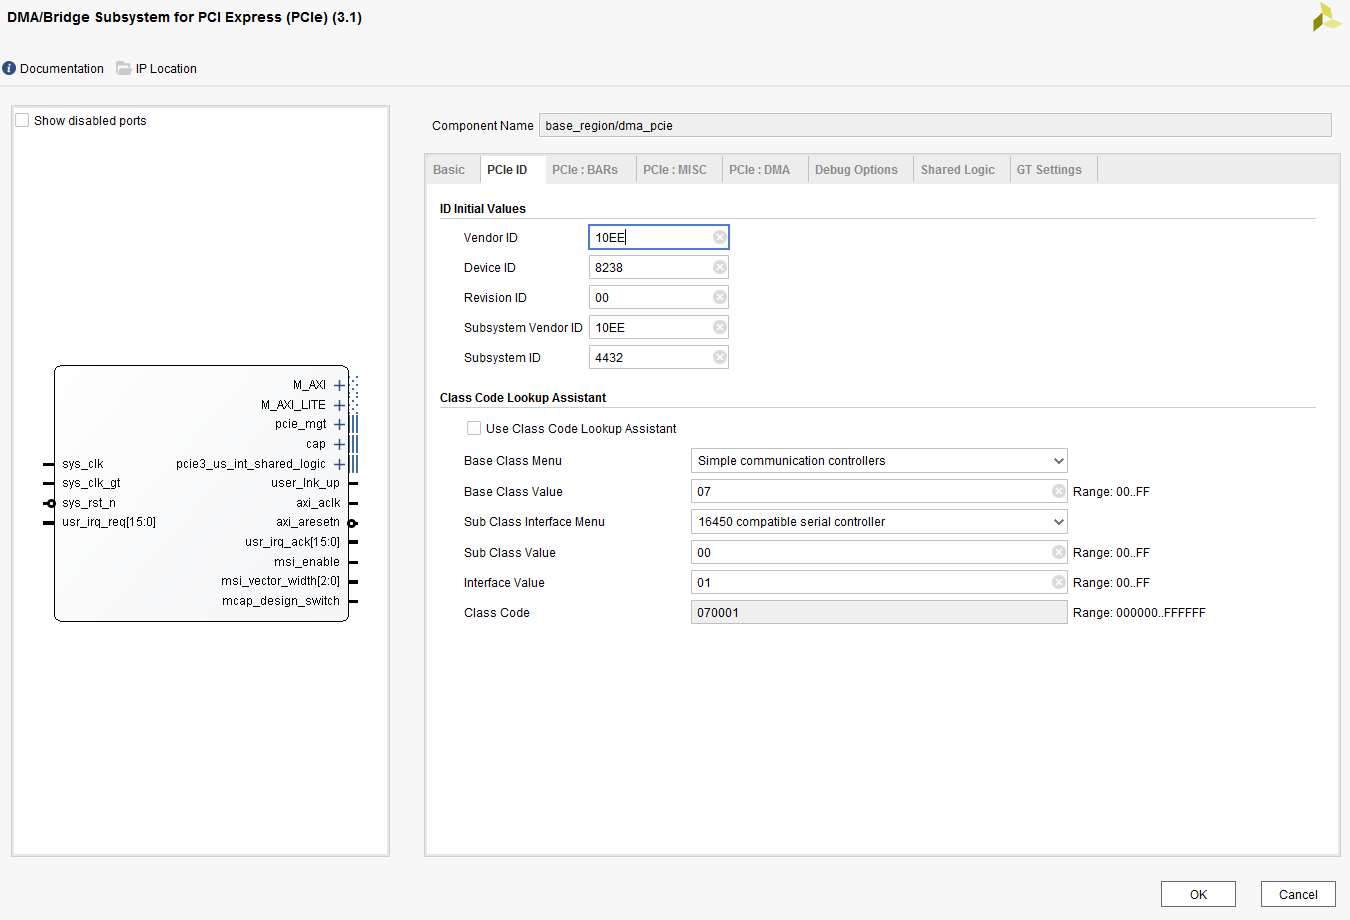 DMA/Bridge Subsystem for PCI Express (PCIe) (3.1)
Documentation IP Location
Show disabled ports
M_AXI
M_AXI_LITE
pcie_mgt
cap
sys_clk pcie3_us_int_shared_logic
sys_clk_gt user_lnk_up
sys_rst_n axi_aclk
usr_irq_req[15:0] axi_aresetn
usr_irq_ack[15:0]
msi_enable
msi_vector_width[2:0]
mcap_design_switch
Component Name base_region/dma_pcie
Basic PCIe ID PCIe : BARs PCIe : MISC PCIe : DMA Debug Options Shared Logic GT Settings
ID Initial Values
Vendor ID 10EE
Device ID 8238
Revision ID 00
Subsystem Vendor ID 10EE
Subsystem ID 4432
Class Code Lookup Assistant
Use Class Code Lookup Assistant
Base Class Menu Simple communication controllers
Base Class Value 07 Range: 00..FF
Sub Class Interface Menu 16450 compatible serial controller
Sub Class Value 00 Range: 00..FF
Interface Value 01 Range: 00..FF
Class Code 070001 Range: 000000..FFFFFF
OK Cancel